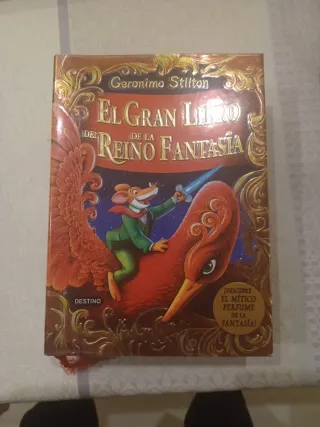 Geronimo Stilton
EL GRAN LIBRO
DEL
DE LA
REINO FANTASÍA
DESTINO
¡DESCUBRE
EL MÍTICO
PERFUME
DE LA
FANTASÍA!